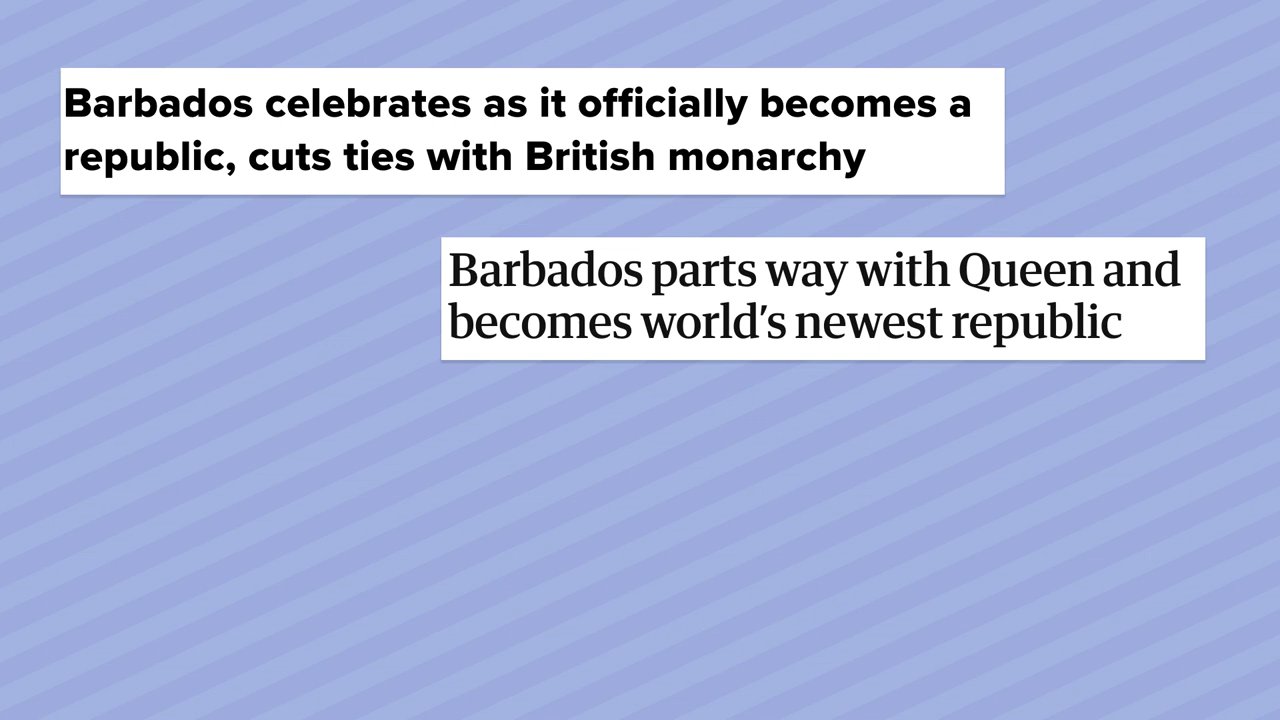 Barbados celebrates as it officially becomes a
republic, cuts ties with British monarchy
Barbados parts way with Queen and
becomes world’s newest republic